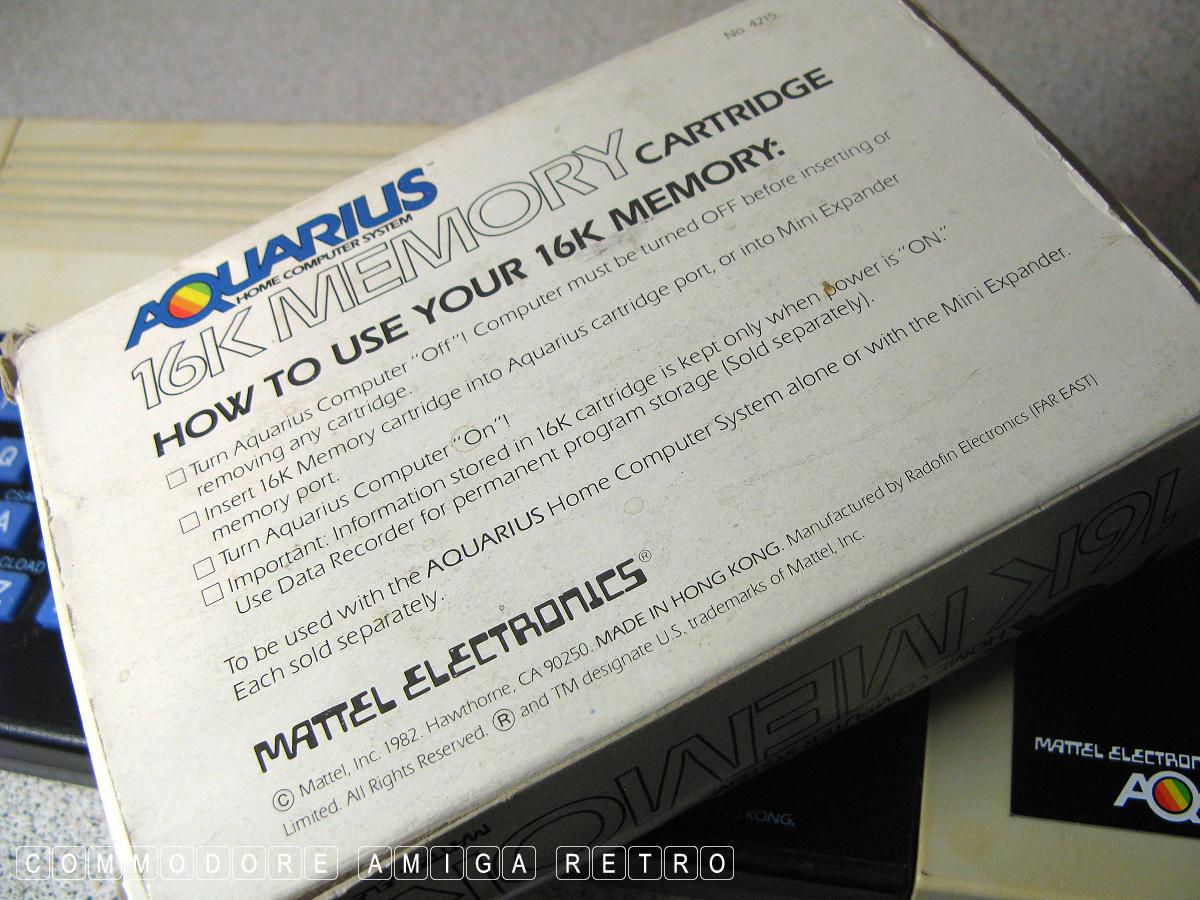 No. 4215.
AQUARIUS™
HOME COMPUTER SYSTEM
16K MEMORY CARTRIDGE
HOW TO USE YOUR 16K MEMORY:
☐ Turn Aquarius Computer "Off"! Computer must be turned OFF before inserting or
removing any cartridge.
☐ Insert 16K Memory cartridge into Aquarius cartridge port, or into Mini Expander
memory port.
☐ Turn Aquarius Computer "On"!
☐ Important: Information stored in 16K cartridge is kept only when power is "ON."
Use Data Recorder for permanent program storage (Sold separately).
To be used with the AQUARIUS Home Computer System alone or with the Mini Expander.
Each sold separately.
MATTEL ELECTRONICS®
© Mattel, Inc. 1982. Hawthorne, CA 90250. MADE IN HONG KONG. Manufactured by Radofin Electronics (FAR EAST)
Limited. All Rights Reserved. ® and TM designate U.S. trademarks of Mattel, Inc.
16K MEMO
Q
A
CLOAD
Z
KONG.
MATTEL ELECTRON
AQ
COMMODORE AMIGA RETRO